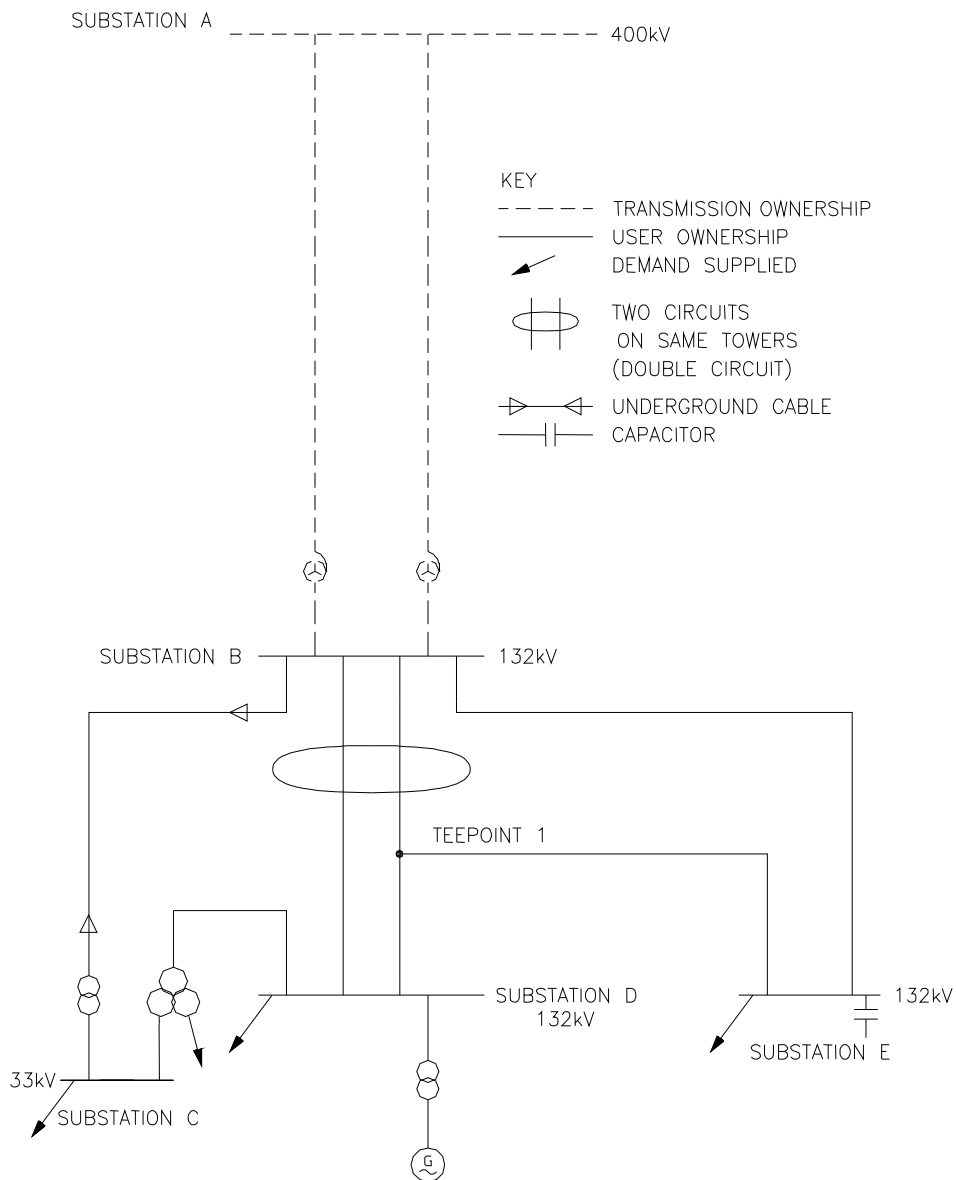 SUBSTATION A
400kV
KEY
TRANSMISSION OWNERSHIP
USER OWNERSHIP
DEMAND SUPPLIED
TWO CIRCUITS
ON SAME TOWERS
(DOUBLE CIRCUIT)
UNDERGROUND CABLE
CAPACITOR
SUBSTATION B
132kV
TEEPOINT 1
SUBSTATION D
132kV
132kV
SUBSTATION E
33kV
SUBSTATION C
G